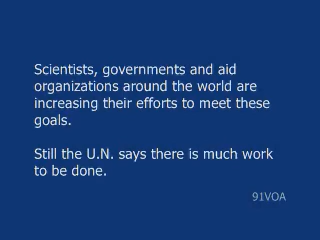 Scientists, governments and aid
organizations around the world are
increasing their efforts to meet these
goals.
Still the U.N. says there is much work
to be done.
91VOA